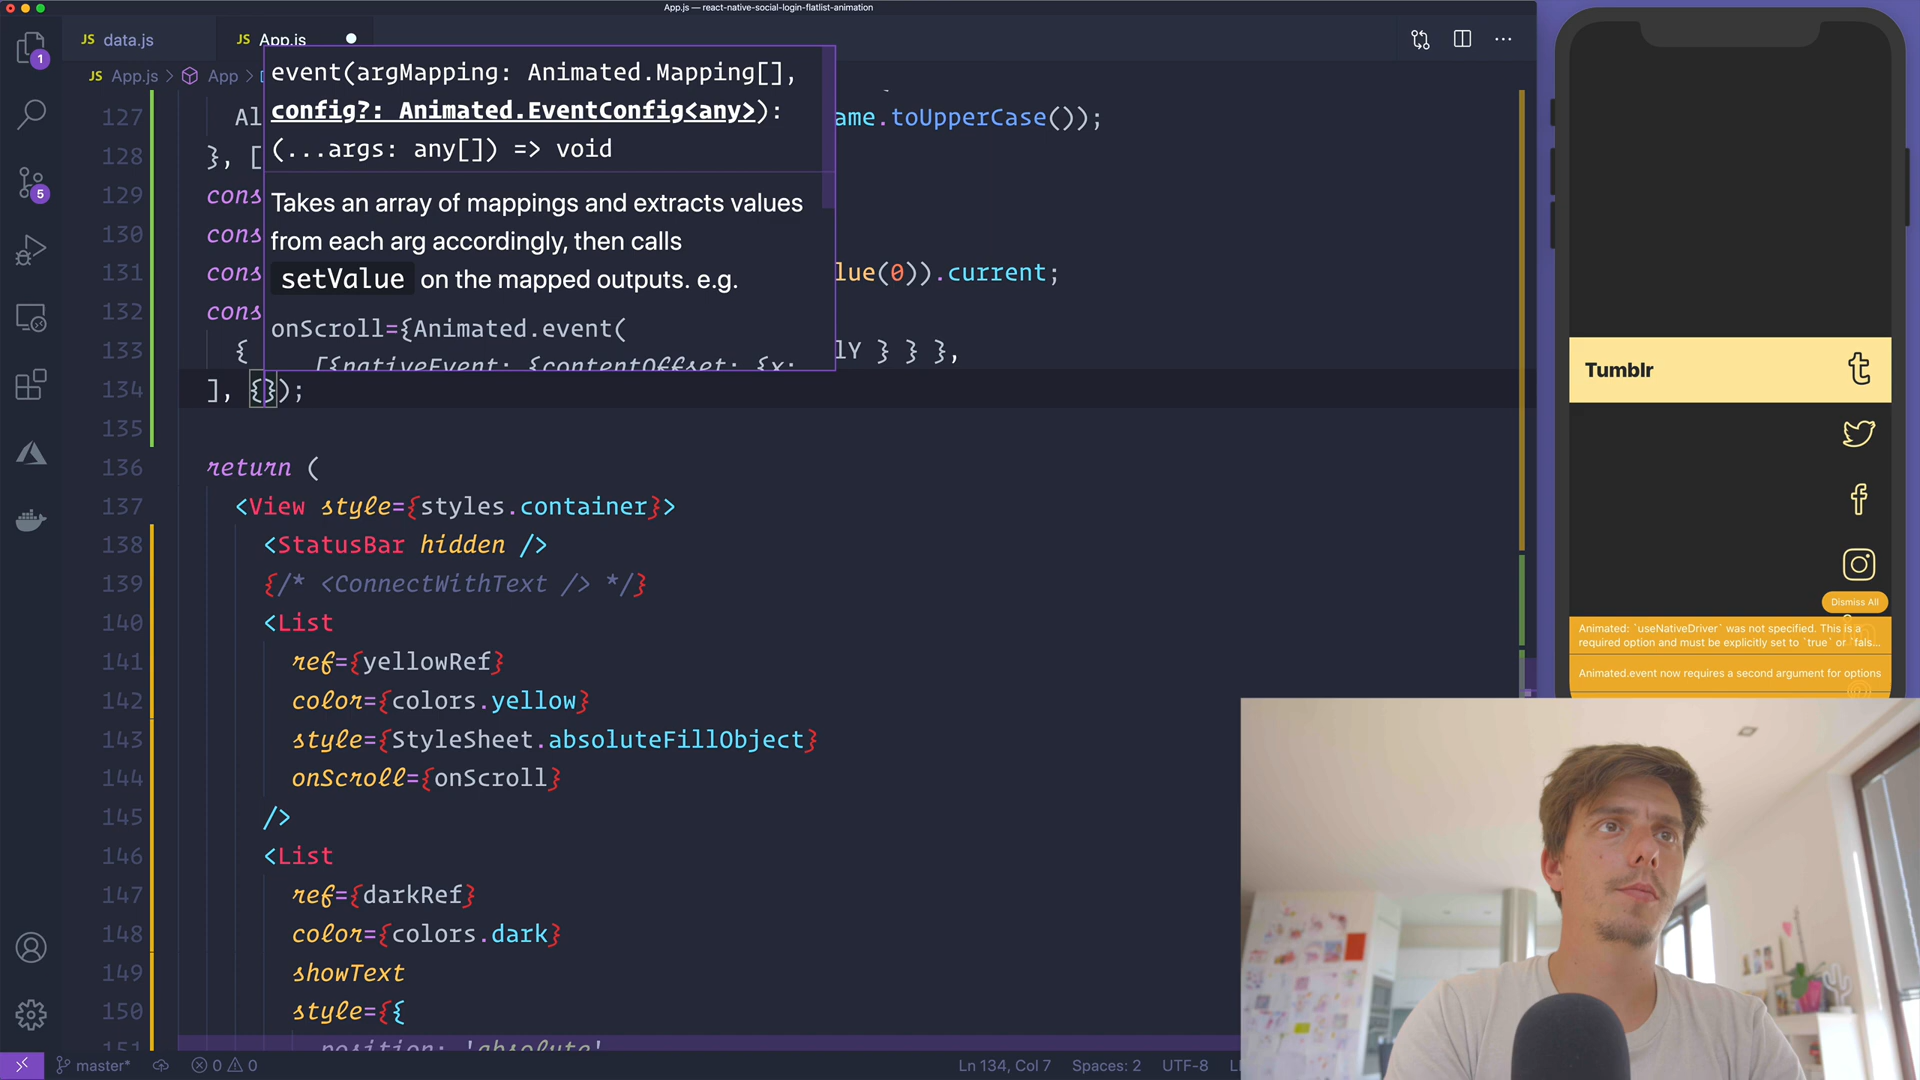 App.js — react-native-social-login-flatlist-animation
JS data.js
JS App.js
JS App.js > App >
1
5
event(argMapping: Animated.Mapping[],
config?: Animated.EventConfig<any>):
(...args: any[]) => void
Takes an array of mappings and extracts values
from each arg accordingly, then calls
setValue on the mapped outputs. e.g.
onScroll={Animated.event(
[{nativeEvent: {contentOffset: {x:
127 Al ame.toUpperCase());
128 }, [
129 cons
130 cons
131 cons lue(0)).current;
132 cons
133 { lY } } },
134 ], {});
135
136 return (
137 <View style={styles.container}>
138 <StatusBar hidden />
139 {/* <ConnectWithText /> */}
140 <List
141 ref={yellowRef}
142 color={colors.yellow}
143 style={StyleSheet.absoluteFillObject}
144 onScroll={onScroll}
145 />
146 <List
147 ref={darkRef}
148 color={colors.dark}
149 showText
150 style={{
151 position: 'absolute'
master* 0 0 Ln 134, Col 7 Spaces: 2 UTF-8 L
Tumblr
Dismiss All
Animated: `useNativeDriver` was not specified. This is a
required option and must be explicitly set to `true` or `fals...
Animated.event now requires a second argument for options